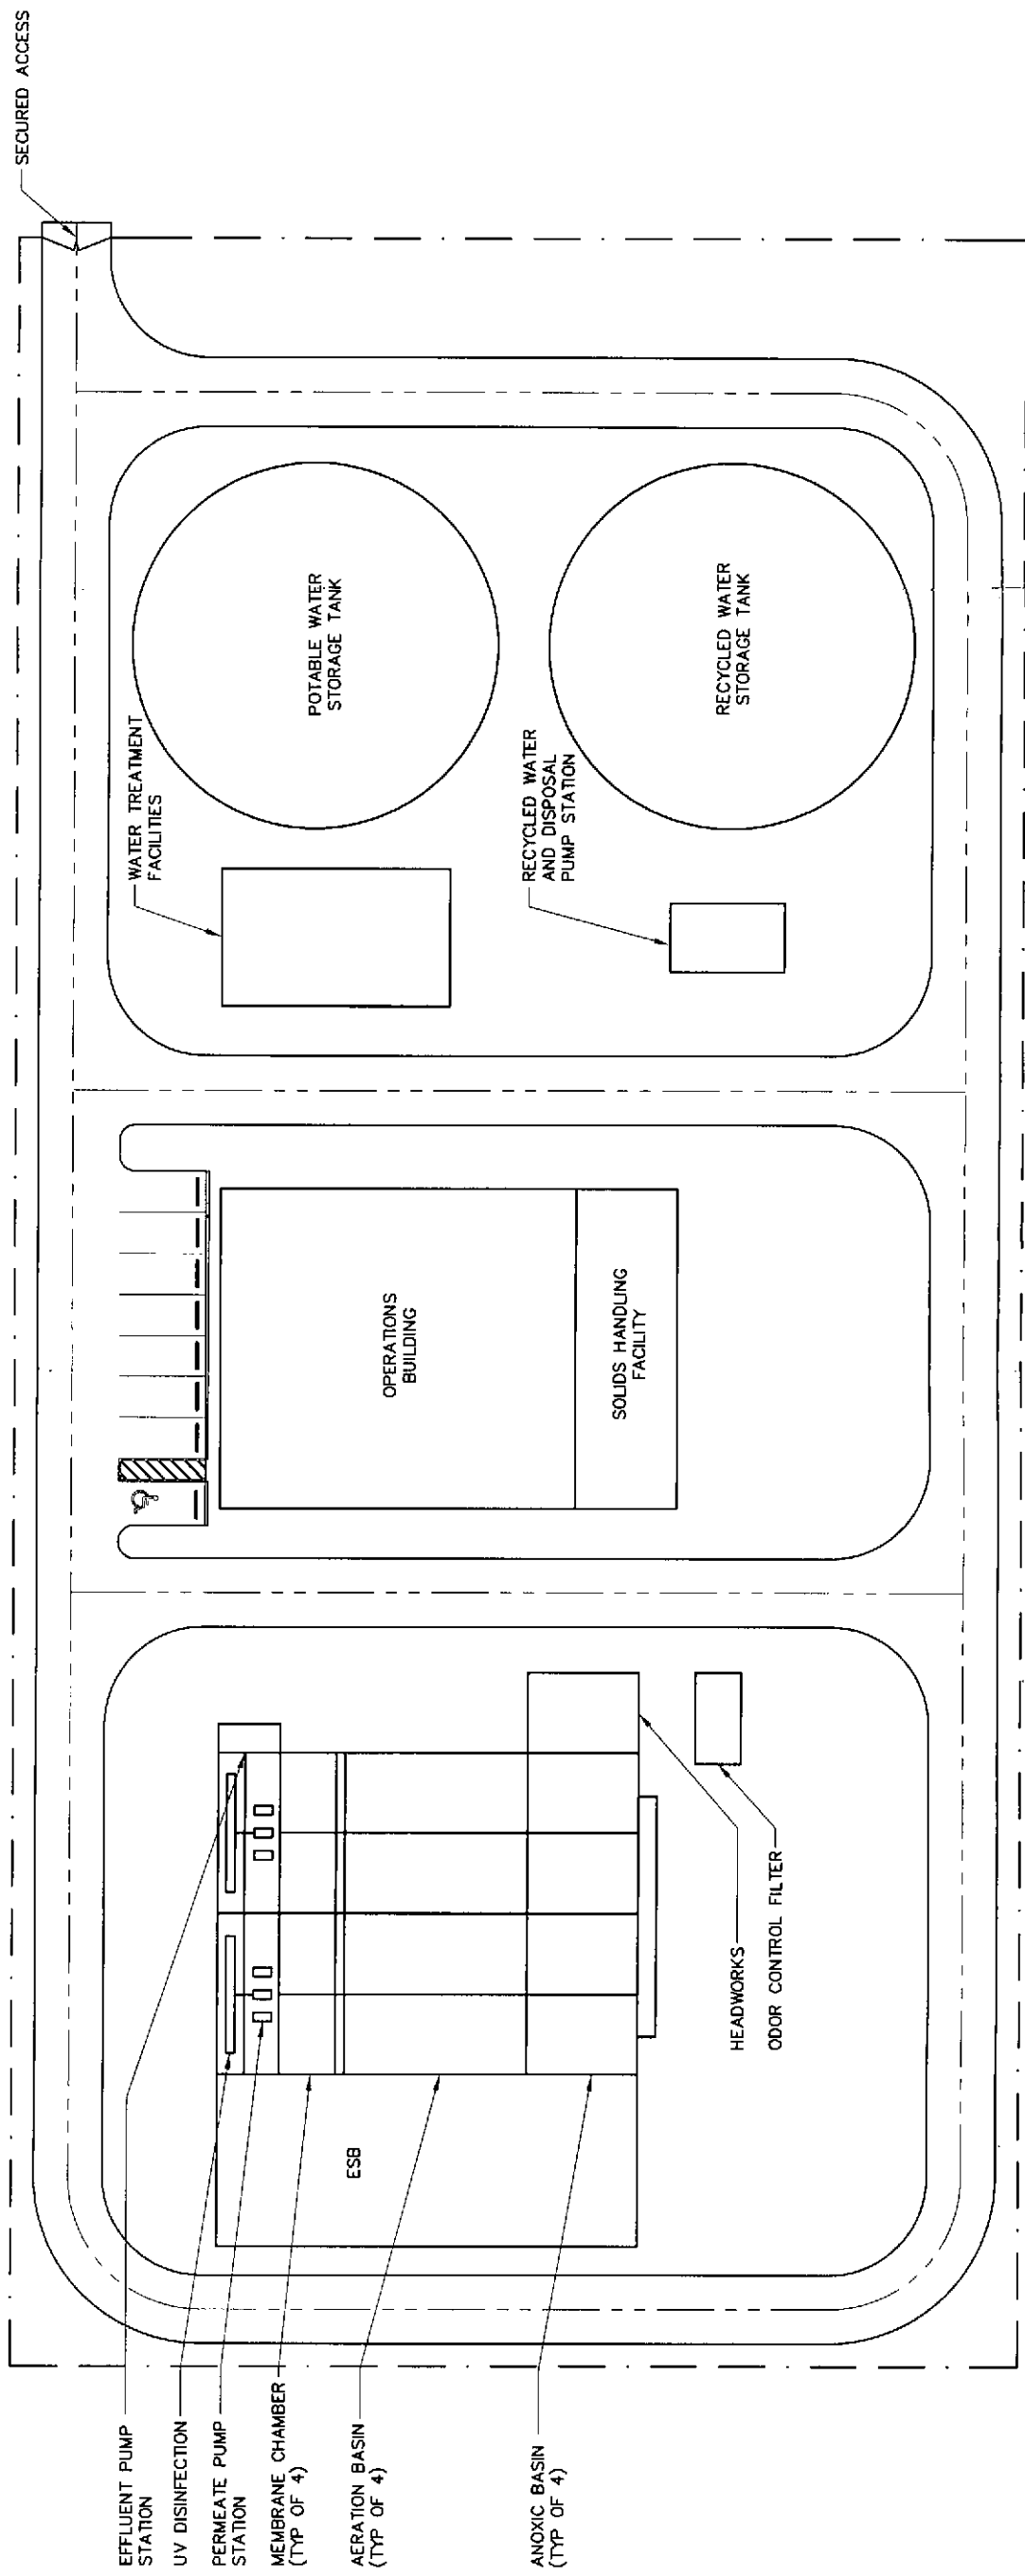 SECURED ACCESS
WATER TREATMENT
FACILITIES
POTABLE WATER
STORAGE TANK
RECYCLED WATER
AND DISPOSAL
PUMP STATION
RECYCLED WATER
STORAGE TANK
OPERATIONS
BUILDING
SOLIDS HANDLING
FACILITY
EFFLUENT PUMP
STATION
UV DISINFECTION
PERMEATE PUMP
STATION
MEMBRANE CHAMBER
(TYP OF 4)
AERATION BASIN
(TYP OF 4)
ANOXIC BASIN
(TYP OF 4)
ESB
HEADWORKS
ODOR CONTROL FILTER